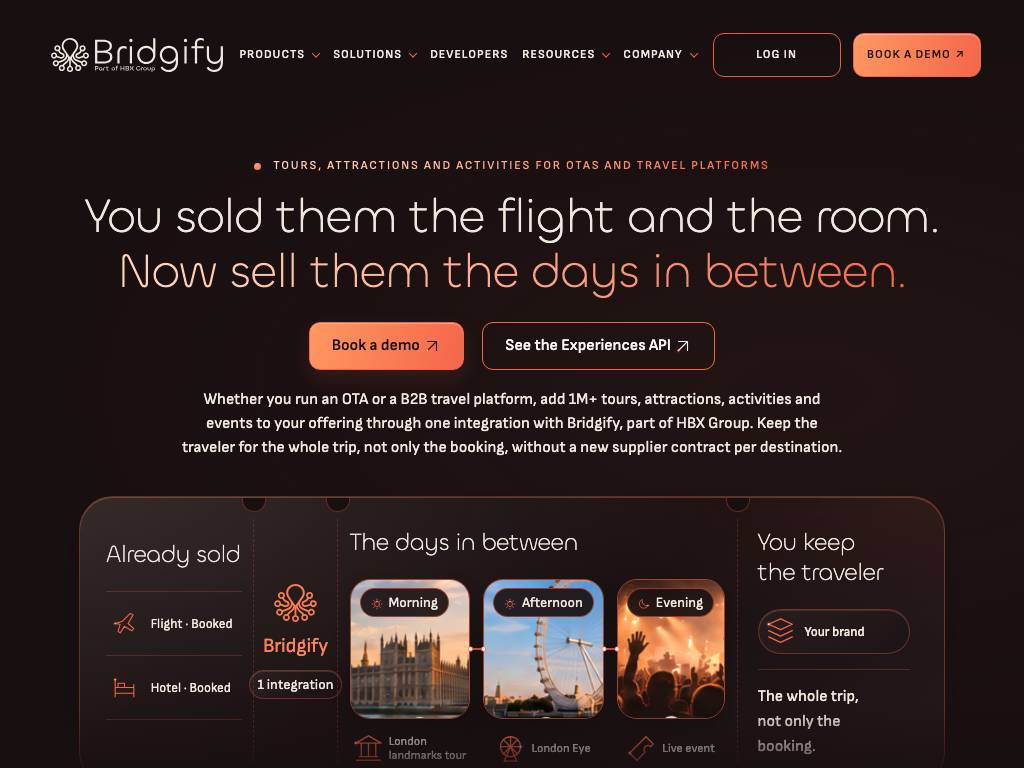 Bridgify
Part of HBX Group
PRODUCTS
SOLUTIONS
DEVELOPERS
RESOURCES
COMPANY
LOG IN
BOOK A DEMO
TOURS, ATTRACTIONS AND ACTIVITIES FOR OTAS AND TRAVEL PLATFORMS
You sold them the flight and the room.
Now sell them the days in between.
Book a demo
See the Experiences API
Whether you run an OTA or a B2B travel platform, add 1M+ tours, attractions, activities and
events to your offering through one integration with Bridgify, part of HBX Group. Keep the
traveler for the whole trip, not only the booking, without a new supplier contract per destination.
Already sold
Flight · Booked
Hotel · Booked
Bridgify
1 integration
The days in between
Morning
Afternoon
Evening
London
landmarks tour
London Eye
Live event
You keep
the traveler
Your brand
The whole trip,
not only the
booking.